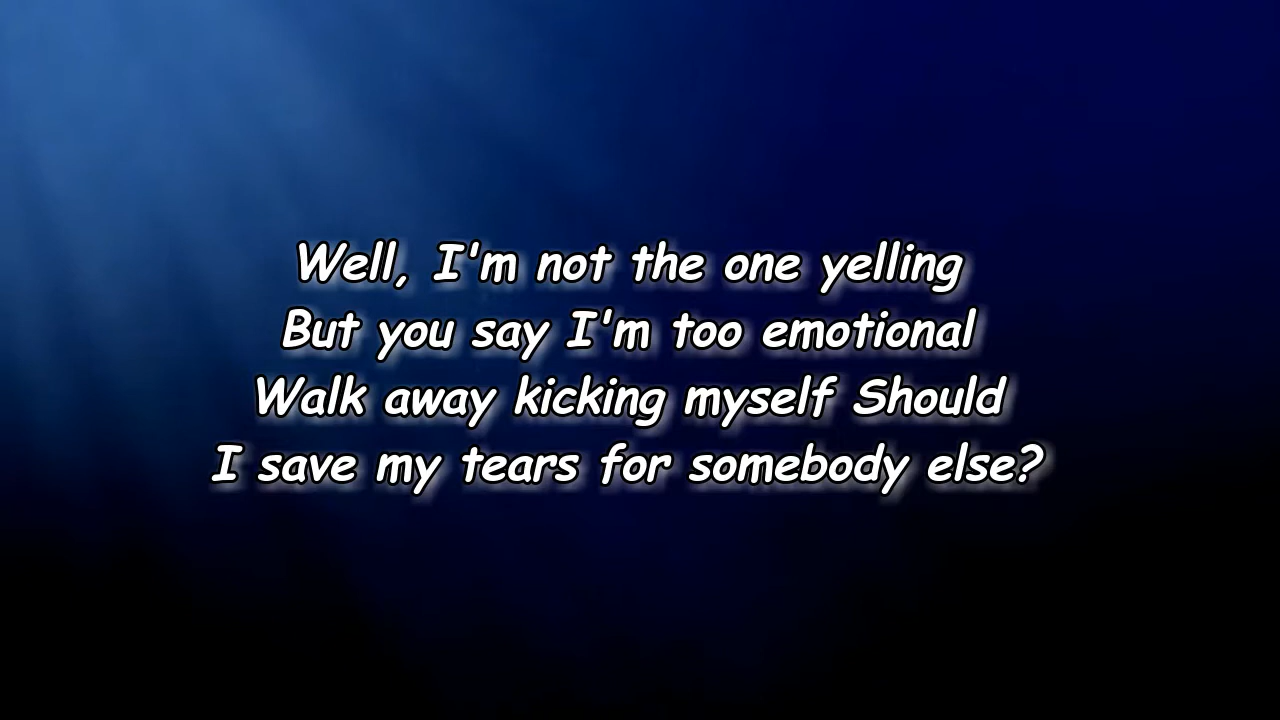 Well, I'm not the one yelling
But you say I'm too emotional
Walk away kicking myself Should
I save my tears for somebody else?